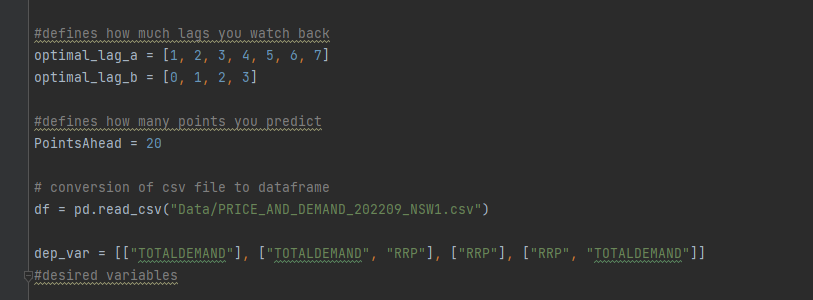 #defines how much lags you watch back
optimal_lag_a = [1, 2, 3, 4, 5, 6, 7]
optimal_lag_b = [0, 1, 2, 3]
#defines how many points you predict
PointsAhead = 20
# conversion of csv file to dataframe
df = pd.read_csv("Data/PRICE_AND_DEMAND_202209_NSW1.csv")
dep_var = [["TOTALDEMAND"], ["TOTALDEMAND", "RRP"], ["RRP"], ["RRP", "TOTALDEMAND"]]
#desired variables